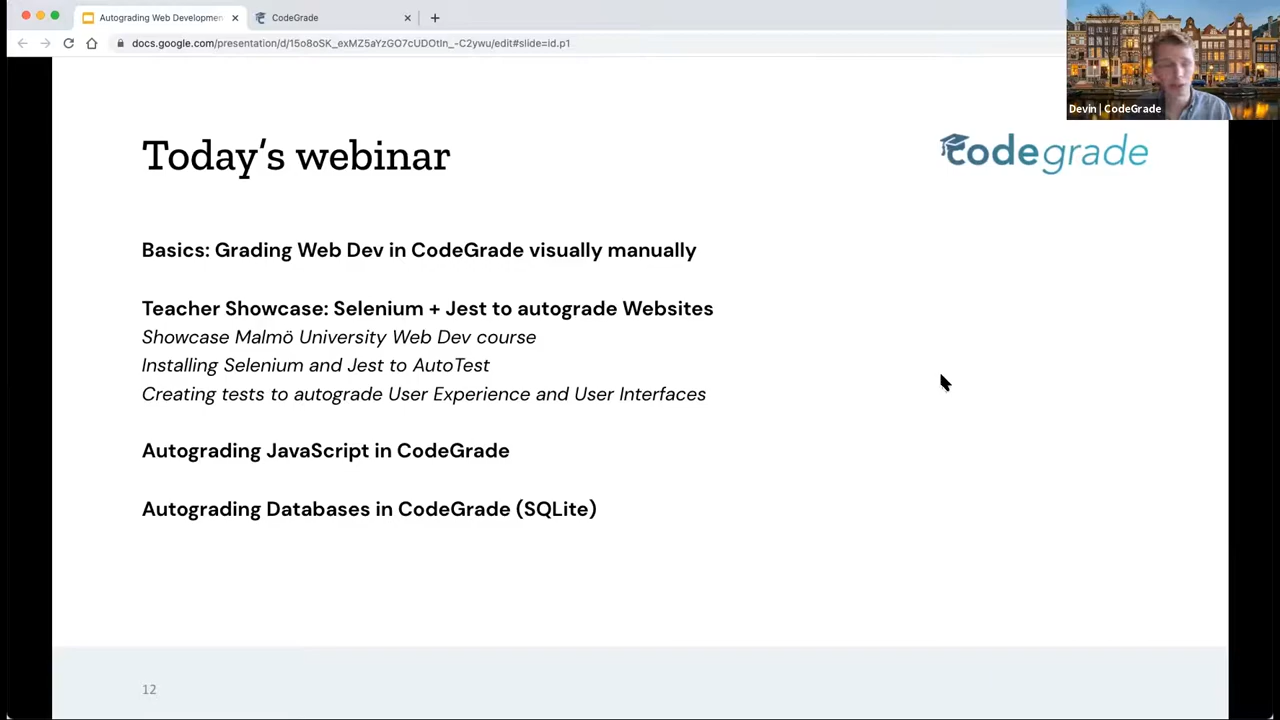 Autograding Web Developmen
CodeGrade
docs.google.com/presentation/d/15o8oSK_exMZ5aYzGO7cUDOtIn_-C2ywu/edit#slide=id.p1
Devin | CodeGrade
Today's webinar
codegrade
Basics: Grading Web Dev in CodeGrade visually manually
Teacher Showcase: Selenium + Jest to autograde Websites
Showcase Malmö University Web Dev course
Installing Selenium and Jest to AutoTest
Creating tests to autograde User Experience and User Interfaces
Autograding JavaScript in CodeGrade
Autograding Databases in CodeGrade (SQLite)
12